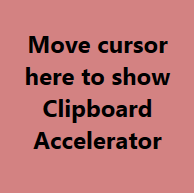 Move cursor
here to show
Clipboard
Accelerator